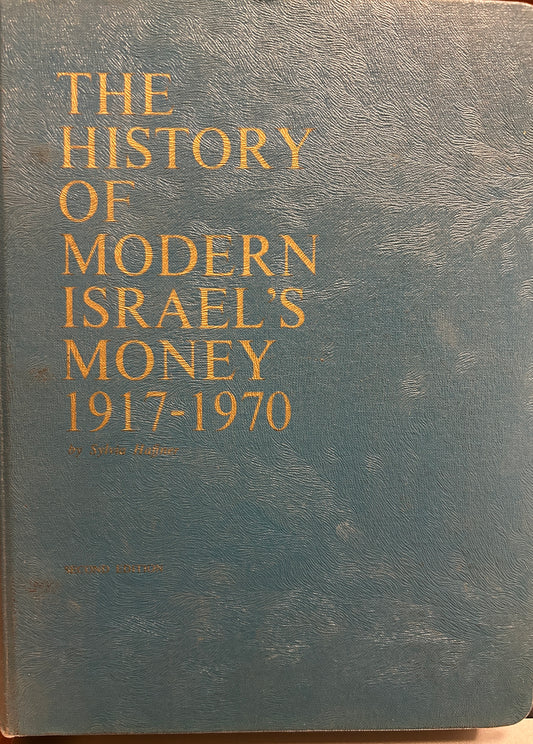 THE
HISTORY
OF
MODERN
ISRAEL'S
MONEY
1917-1970
by Sylvia Haffner
SECOND EDITION